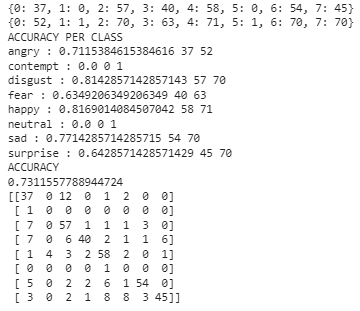 {0: 37, 1: 0, 2: 57, 3: 40, 4: 58, 5: 0, 6: 54, 7: 45}
{0: 52, 1: 1, 2: 70, 3: 63, 4: 71, 5: 1, 6: 70, 7: 70}
ACCURACY PER CLASS
angry : 0.7115384615384616 37 52
contempt : 0.0 0 1
disgust : 0.8142857142857143 57 70
fear : 0.6349206349206349 40 63
happy : 0.8169014084507042 58 71
neutral : 0.0 0 1
sad : 0.7714285714285715 54 70
surprise : 0.6428571428571429 45 70
ACCURACY
0.7311557788944724
[[37  0 12  0  1  2  0  0]
 [ 1  0  0  0  0  0  0  0]
 [ 7  0 57  1  1  1  3  0]
 [ 7  0  6 40  2  1  1  6]
 [ 1  4  3  2 58  2  0  1]
 [ 0  0  0  0  1  0  0  0]
 [ 5  0  2  2  6  1 54  0]
 [ 3  0  2  1  8  8  3 45]]